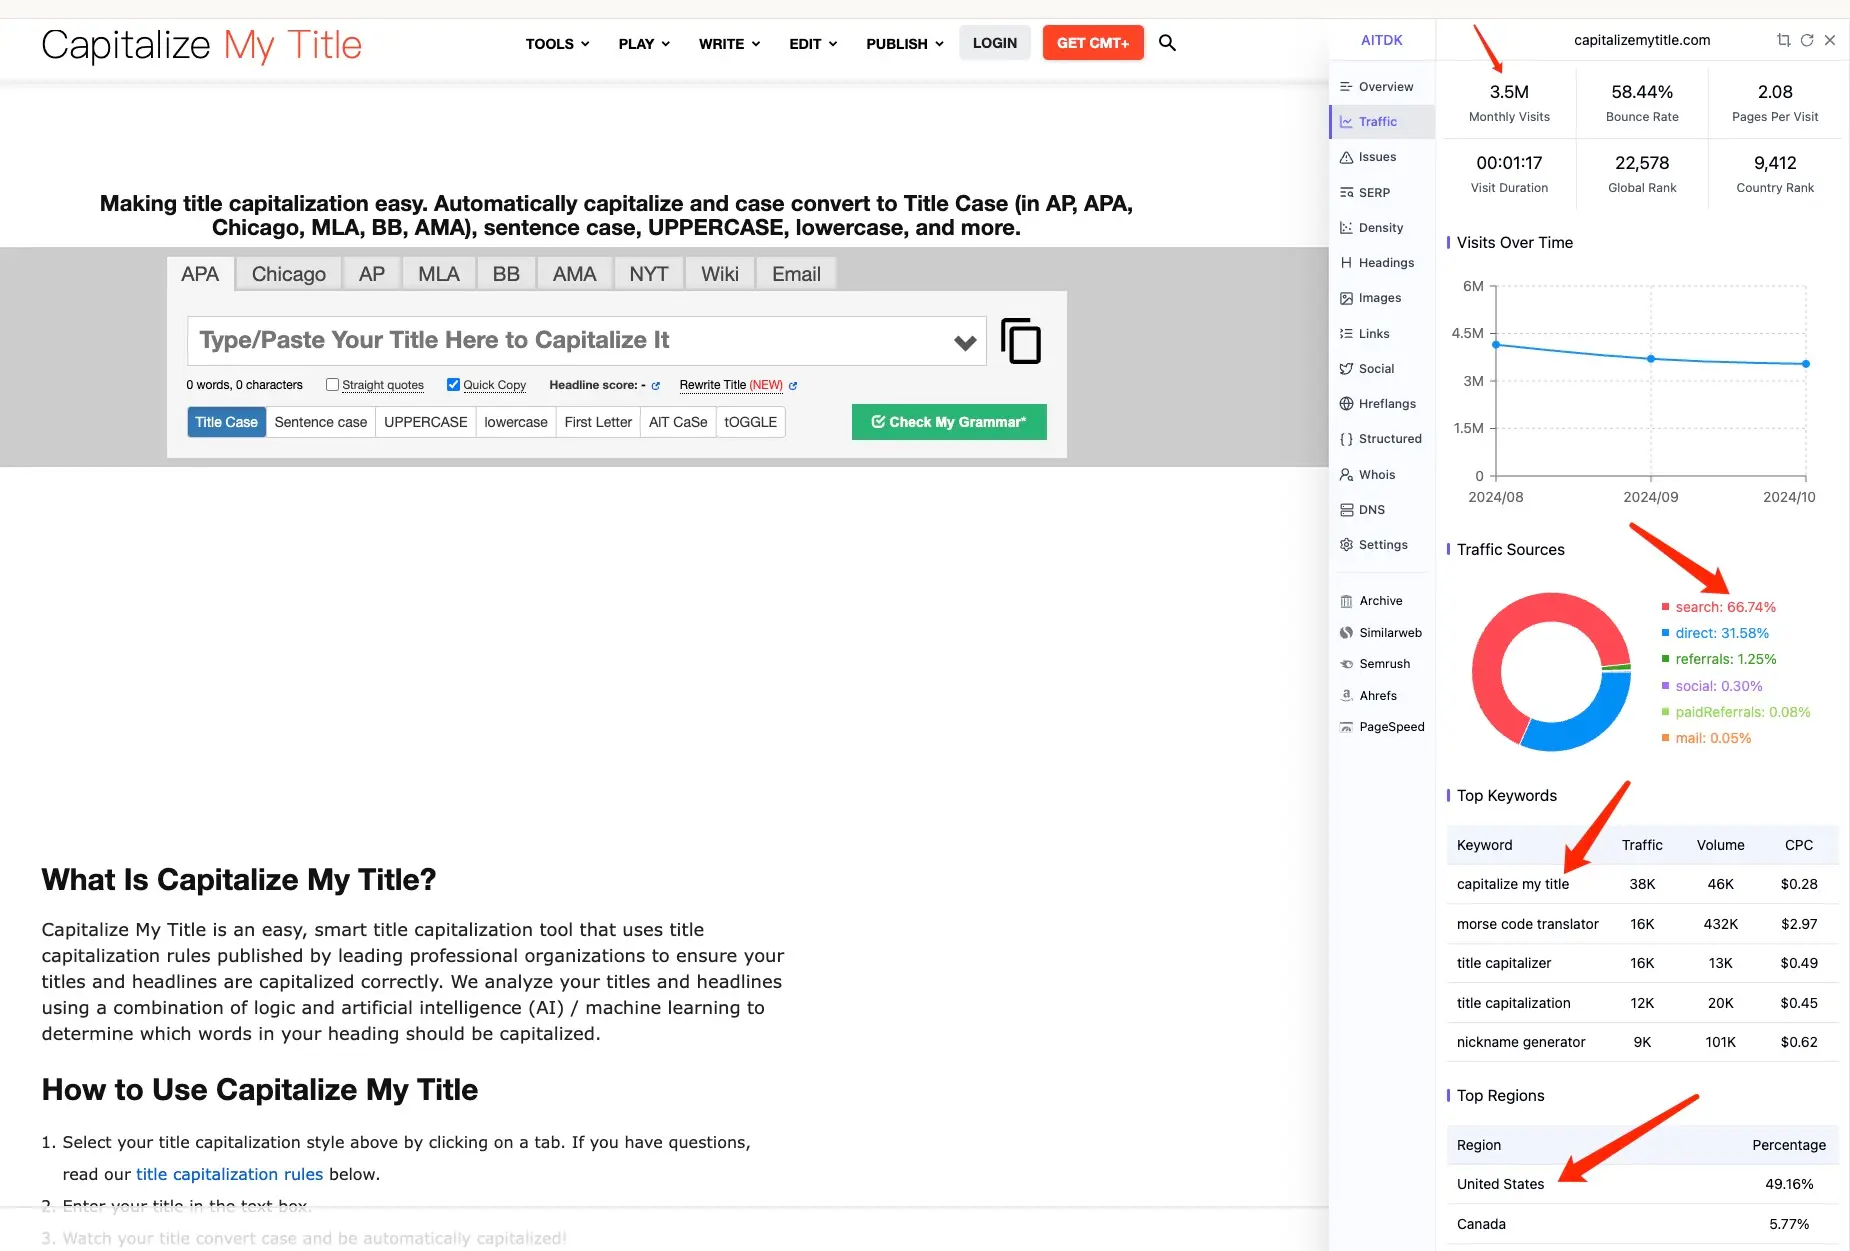 Capitalize My Title
TOOLS PLAY WRITE EDIT PUBLISH LOGIN GET CMT+
Making title capitalization easy. Automatically capitalize and case convert to Title Case (in AP, APA,
Chicago, MLA, BB, AMA), sentence case, UPPERCASE, lowercase, and more.
APA Chicago AP MLA BB AMA NYT Wiki Email
Type/Paste Your Title Here to Capitalize It
0 words, 0 characters Straight quotes Quick Copy Headline score: - Rewrite Title (NEW)
Title Case Sentence case UPPERCASE lowercase First Letter AlT CaSe tOGGLE Check My Grammar*
What Is Capitalize My Title?
Capitalize My Title is an easy, smart title capitalization tool that uses title
capitalization rules published by leading professional organizations to ensure your
titles and headlines are capitalized correctly. We analyze your titles and headlines
using a combination of logic and artificial intelligence (AI) / machine learning to
determine which words in your heading should be capitalized.
How to Use Capitalize My Title
1. Select your title capitalization style above by clicking on a tab. If you have questions,
read our title capitalization rules below.
2. Enter your title in the text box.
3. Watch your title convert case and be automatically capitalized!
AITDK
Overview
Traffic
Issues
SERP
Density
Headings
Images
Links
Social
Hreflangs
Structured
Whois
DNS
Settings
Archive
Similarweb
Semrush
Ahrefs
PageSpeed
capitalizemytitle.com
3.5M 58.44% 2.08
Monthly Visits Bounce Rate Pages Per Visit
00:01:17 22,578 9,412
Visit Duration Global Rank Country Rank
Visits Over Time
6M
4.5M
3M
1.5M
0
2024/08 2024/09 2024/10
Traffic Sources
search: 66.74%
direct: 31.58%
referrals: 1.25%
social: 0.30%
paidReferrals: 0.08%
mail: 0.05%
Top Keywords
Keyword Traffic Volume CPC
capitalize my title 38K 46K $0.28
morse code translator 16K 432K $2.97
title capitalizer 16K 13K $0.49
title capitalization 12K 20K $0.45
nickname generator 9K 101K $0.62
Top Regions
Region Percentage
United States 49.16%
Canada 5.77%